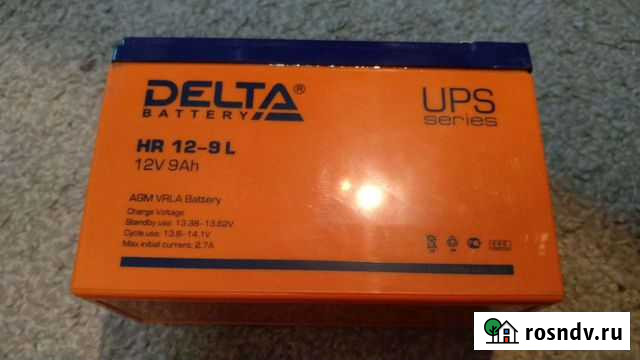 DELTA®
BATTERY
UPS
series
HR 12-9 L
12V 9Ah
AGM VRLA Battery
Charge Voltage
Standby use: 13.38-13.62V
Cycle use: 13.8-14.1V
Max initial current: 2.7A
rosndv.ru